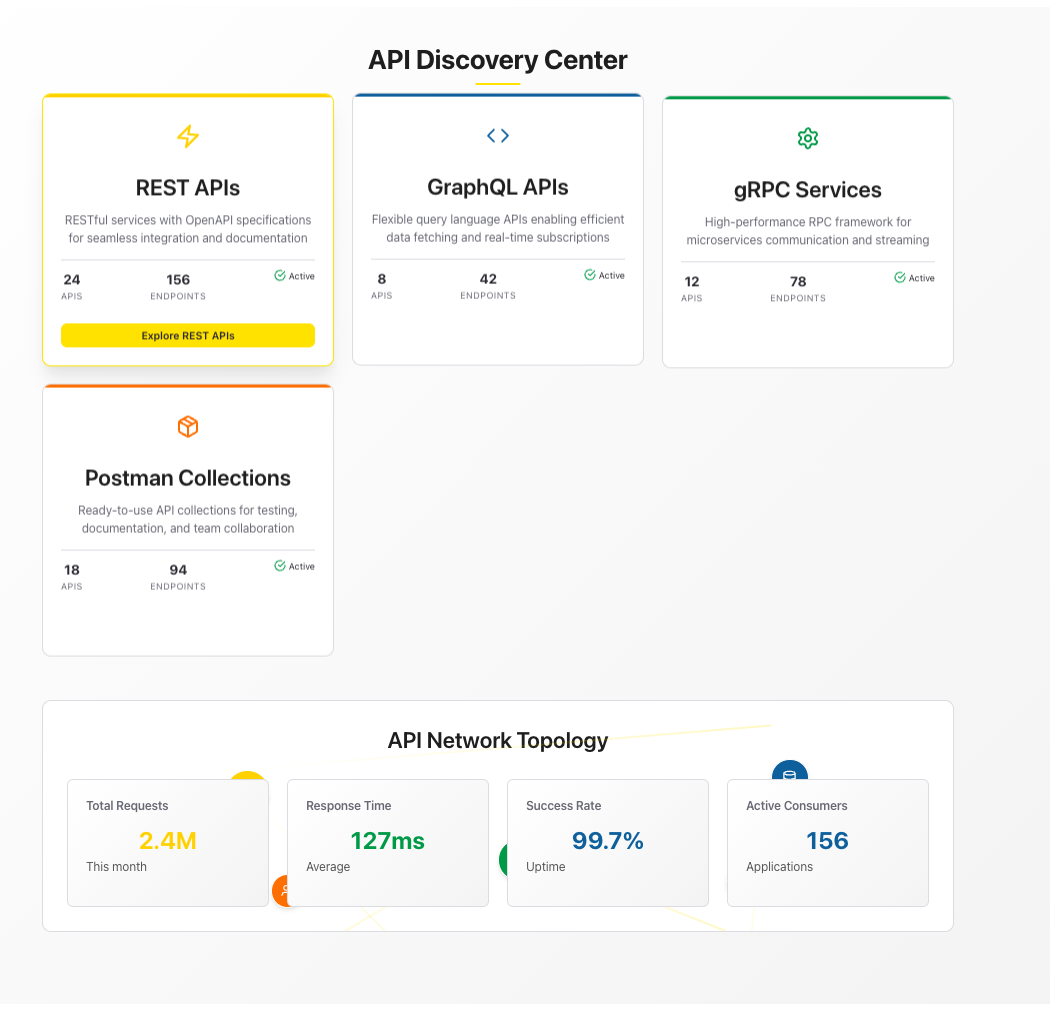 API Discovery Center
REST APIs
RESTful services with OpenAPI specifications
for seamless integration and documentation
24
APIS
156
ENDPOINTS
Active
Explore REST APIs
GraphQL APIs
Flexible query language APIs enabling efficient
data fetching and real-time subscriptions
8
APIS
42
ENDPOINTS
Active
gRPC Services
High-performance RPC framework for
microservices communication and streaming
12
APIS
78
ENDPOINTS
Active
Postman Collections
Ready-to-use API collections for testing,
documentation, and team collaboration
18
APIS
94
ENDPOINTS
Active
API Network Topology
Total Requests
2.4M
This month
Response Time
127ms
Average
Success Rate
99.7%
Uptime
Active Consumers
156
Applications